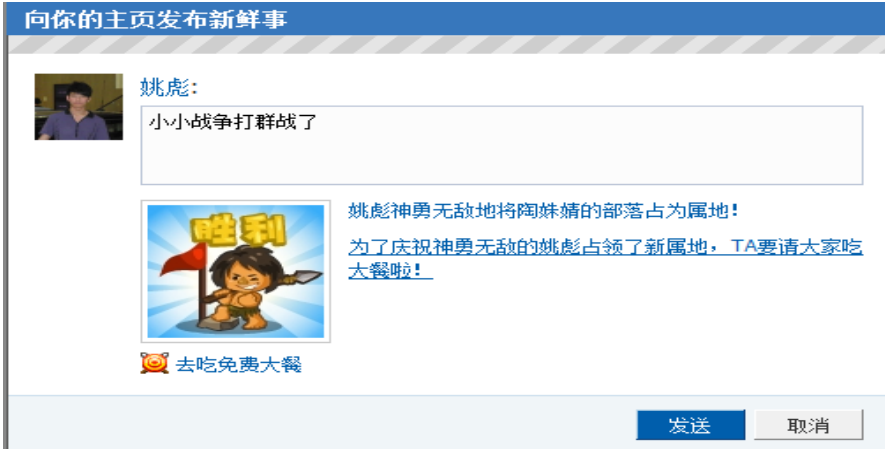 向你的主页发布新鲜事
姚彪:
小小战争打群战了
胜利
姚彪神勇无敌地将陶姝婧的部落占为属地!
为了庆祝神勇无敌的姚彪占领了新属地，TA要请大家吃
大餐啦!
去吃免费大餐
发送
取消